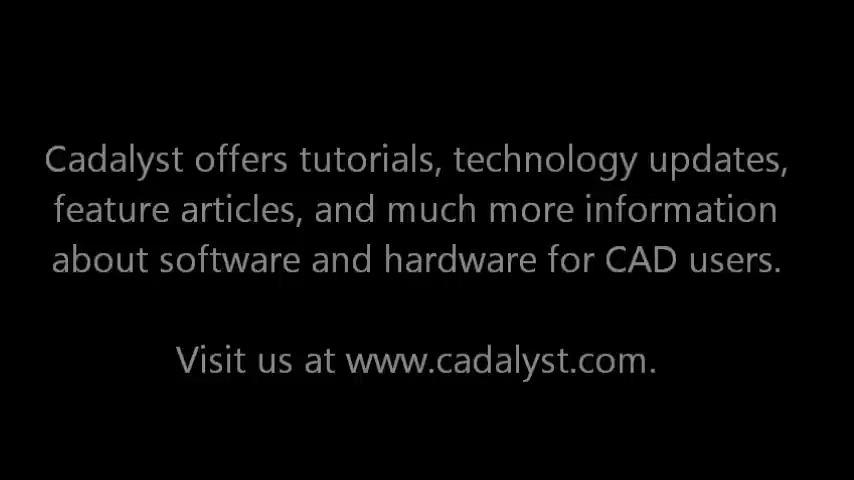 Cadalyst offers tutorials, technology updates,
feature articles, and much more information
about software and hardware for CAD users.
Visit us at www.cadalyst.com.